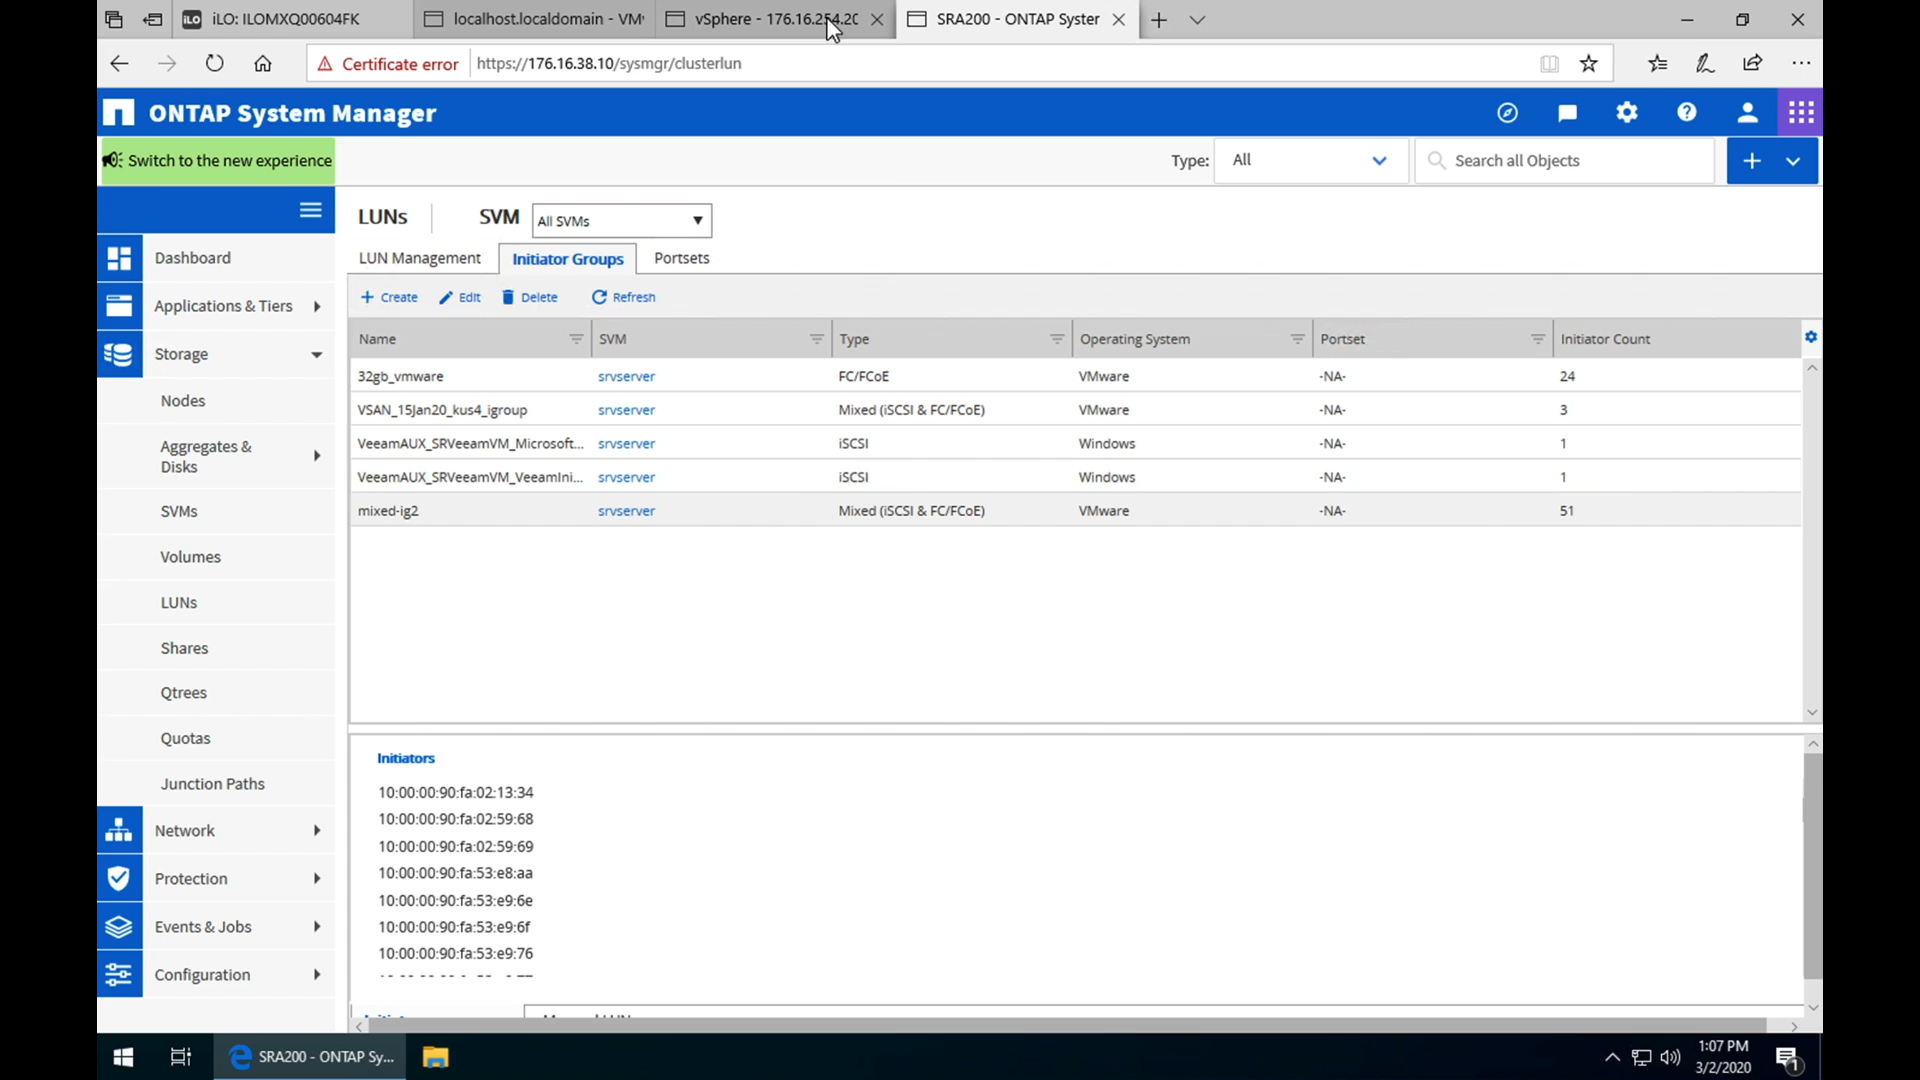 iLO: ILOMXQ00604FK
localhost.localdomain - VM
vSphere - 176.16.254.20
SRA200 - ONTAP Syster
Certificate error
https://176.16.38.10/sysmgr/clusterlun
ONTAP System Manager
Switch to the new experience
Type:
All
Search all Objects
LUNs
SVM
All SVMs
LUN Management
Initiator Groups
Portsets
Create
Edit
Delete
Refresh
Name SVM Type Operating System Portset Initiator Count
32gb_vmware srvserver FC/FCoE VMware -NA- 24
VSAN_15Jan20_kus4_igroup srvserver Mixed (iSCSI & FC/FCoE) VMware -NA- 3
VeeamAUX_SRVeeamVM_Microsoft... srvserver iSCSI Windows -NA- 1
VeeamAUX_SRVeeamVM_VeeamIni... srvserver iSCSI Windows -NA- 1
mixed-ig2 srvserver Mixed (iSCSI & FC/FCoE) VMware -NA- 51
Dashboard
Applications & Tiers
Storage
Nodes
Aggregates &
Disks
SVMs
Volumes
LUNs
Shares
Qtrees
Quotas
Junction Paths
Network
Protection
Events & Jobs
Configuration
Initiators
10:00:00:90:fa:02:13:34
10:00:00:90:fa:02:59:68
10:00:00:90:fa:02:59:69
10:00:00:90:fa:53:e8:aa
10:00:00:90:fa:53:e9:6e
10:00:00:90:fa:53:e9:6f
10:00:00:90:fa:53:e9:76
SRA200 - ONTAP Sy...
1:07 PM
3/2/2020
1